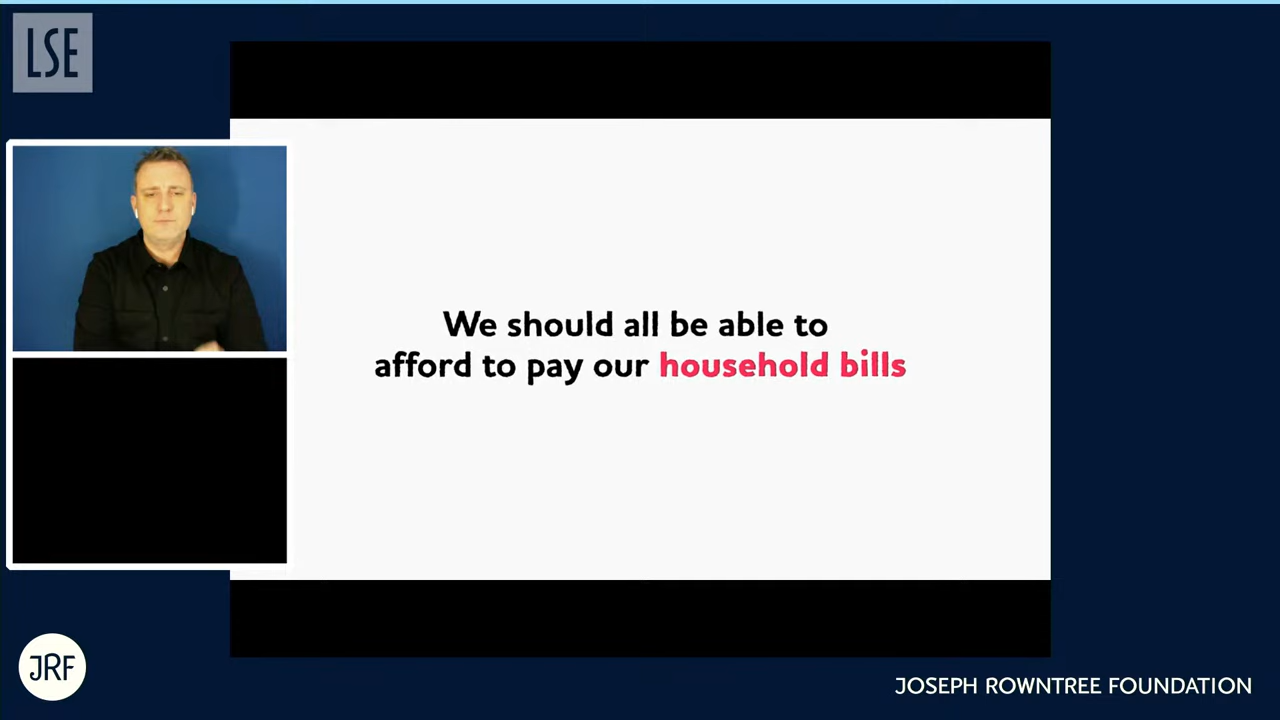 LSE
We should all be able to
afford to pay our household bills
JRF
JOSEPH ROWNTREE FOUNDATION